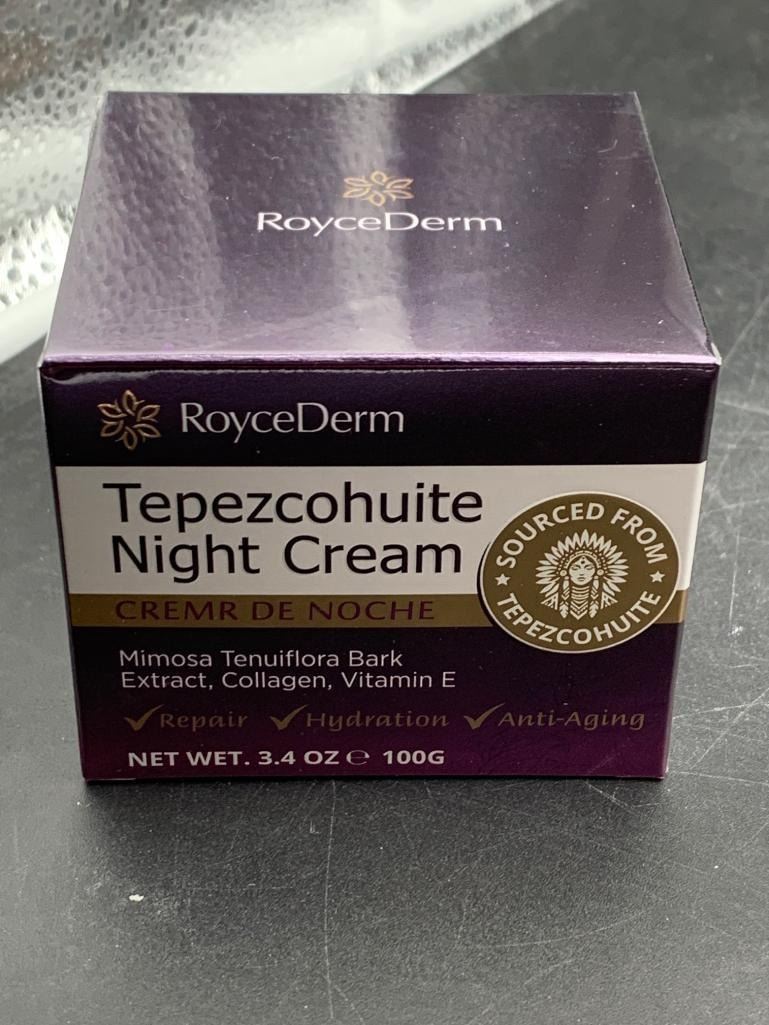 RoyceDerm
RoyceDerm
Tepezcohuite
Night Cream
CREMR DE NOCHE
SOURCED FROM
TEPEZCOHUITE
Mimosa Tenuiflora Bark
Extract, Collagen, Vitamin E
Repair Hydration Anti-Aging
NET WET. 3.4 OZ ℮ 100G